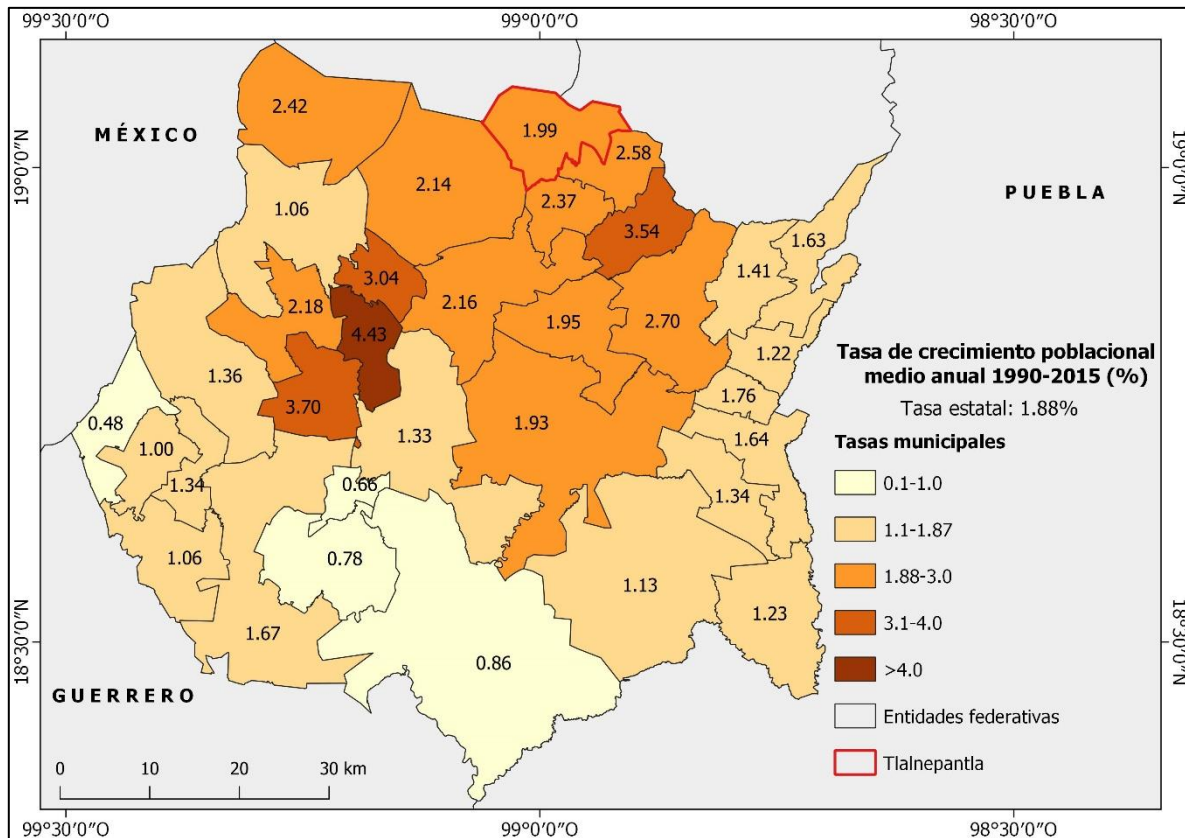 99°30'0"O
99°0'0"O
98°30'0"O
19°0'0"N
19°0'0"N
18°30'0"N
18°30'0"N
MÉXICO
PUEBLA
GUERRERO
2.42
1.99
2.58
2.14
2.37
1.06
3.54
1.63
1.41
3.04
2.18
2.16
1.95
2.70
4.43
1.22
1.36
3.70
1.76
0.48
1.93
1.33
1.64
1.00
1.34
0.66
1.34
1.06
0.78
1.13
1.23
1.67
0.86
Tasa de crecimiento poblacional
medio anual 1990-2015 (%)
Tasa estatal: 1.88%
Tasas municipales
0.1-1.0
1.1-1.87
1.88-3.0
3.1-4.0
>4.0
Entidades federativas
Tlalnepantla
0 10 20 30 km
99°30'0"O
99°0'0"O
98°30'0"O